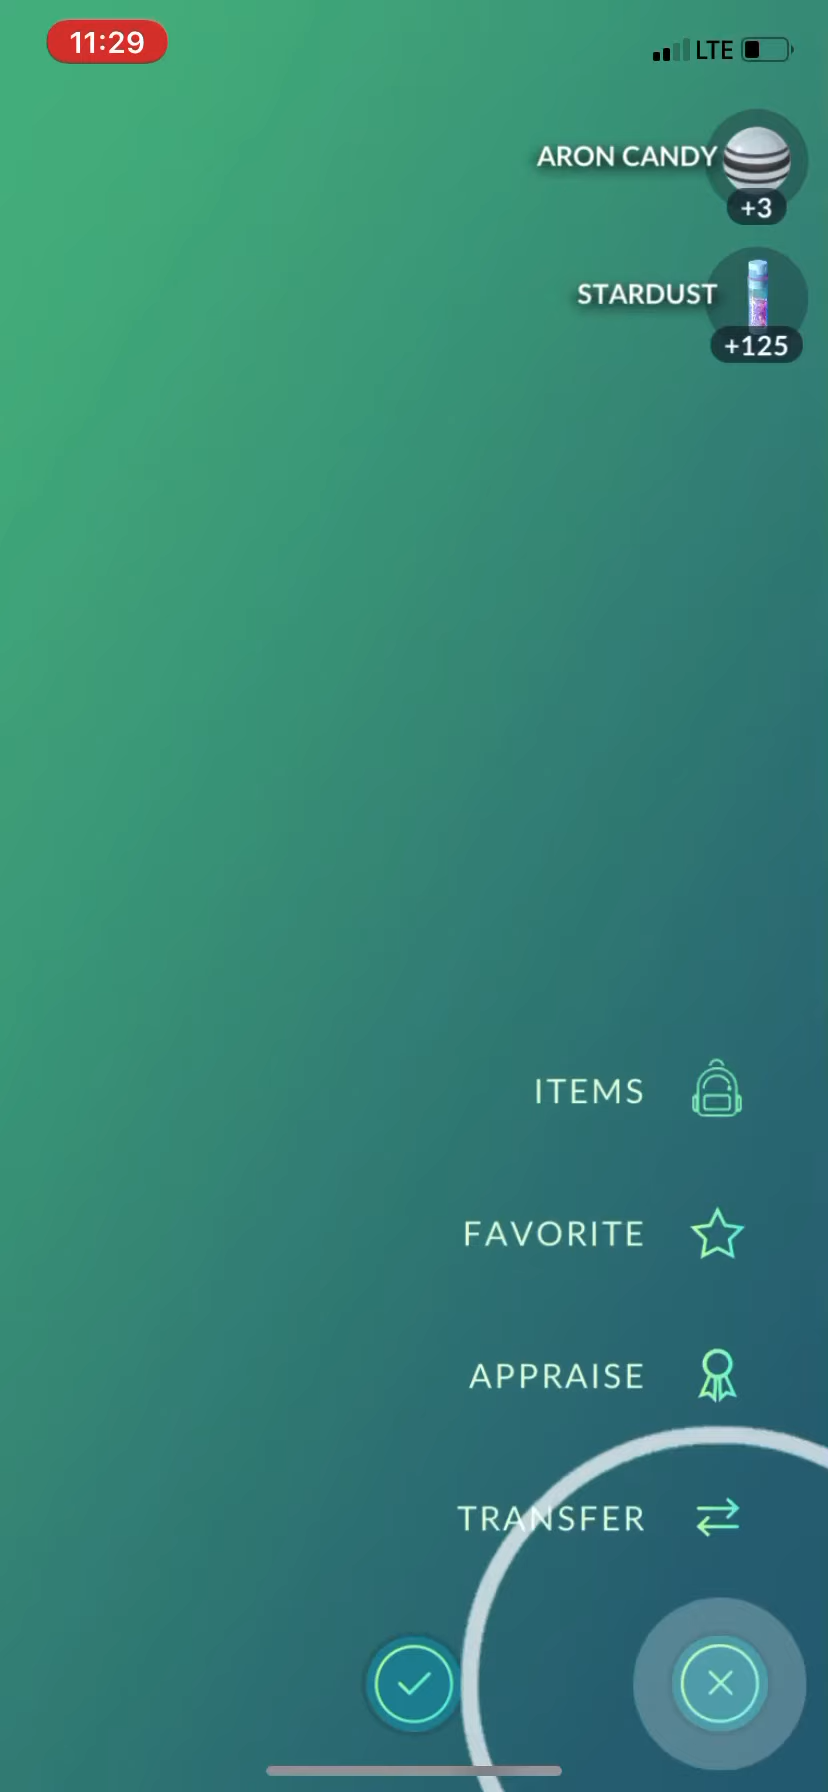 11:29
LTE
ARON CANDY
+3
STARDUST
+125
ITEMS
FAVORITE
APPRAISE
TRANSFER